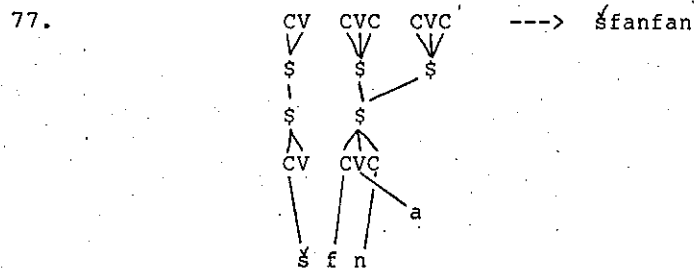 77. CV CVC CVC ---> šfanfan
$ $ $
$ $
CV CVC
a
š f n